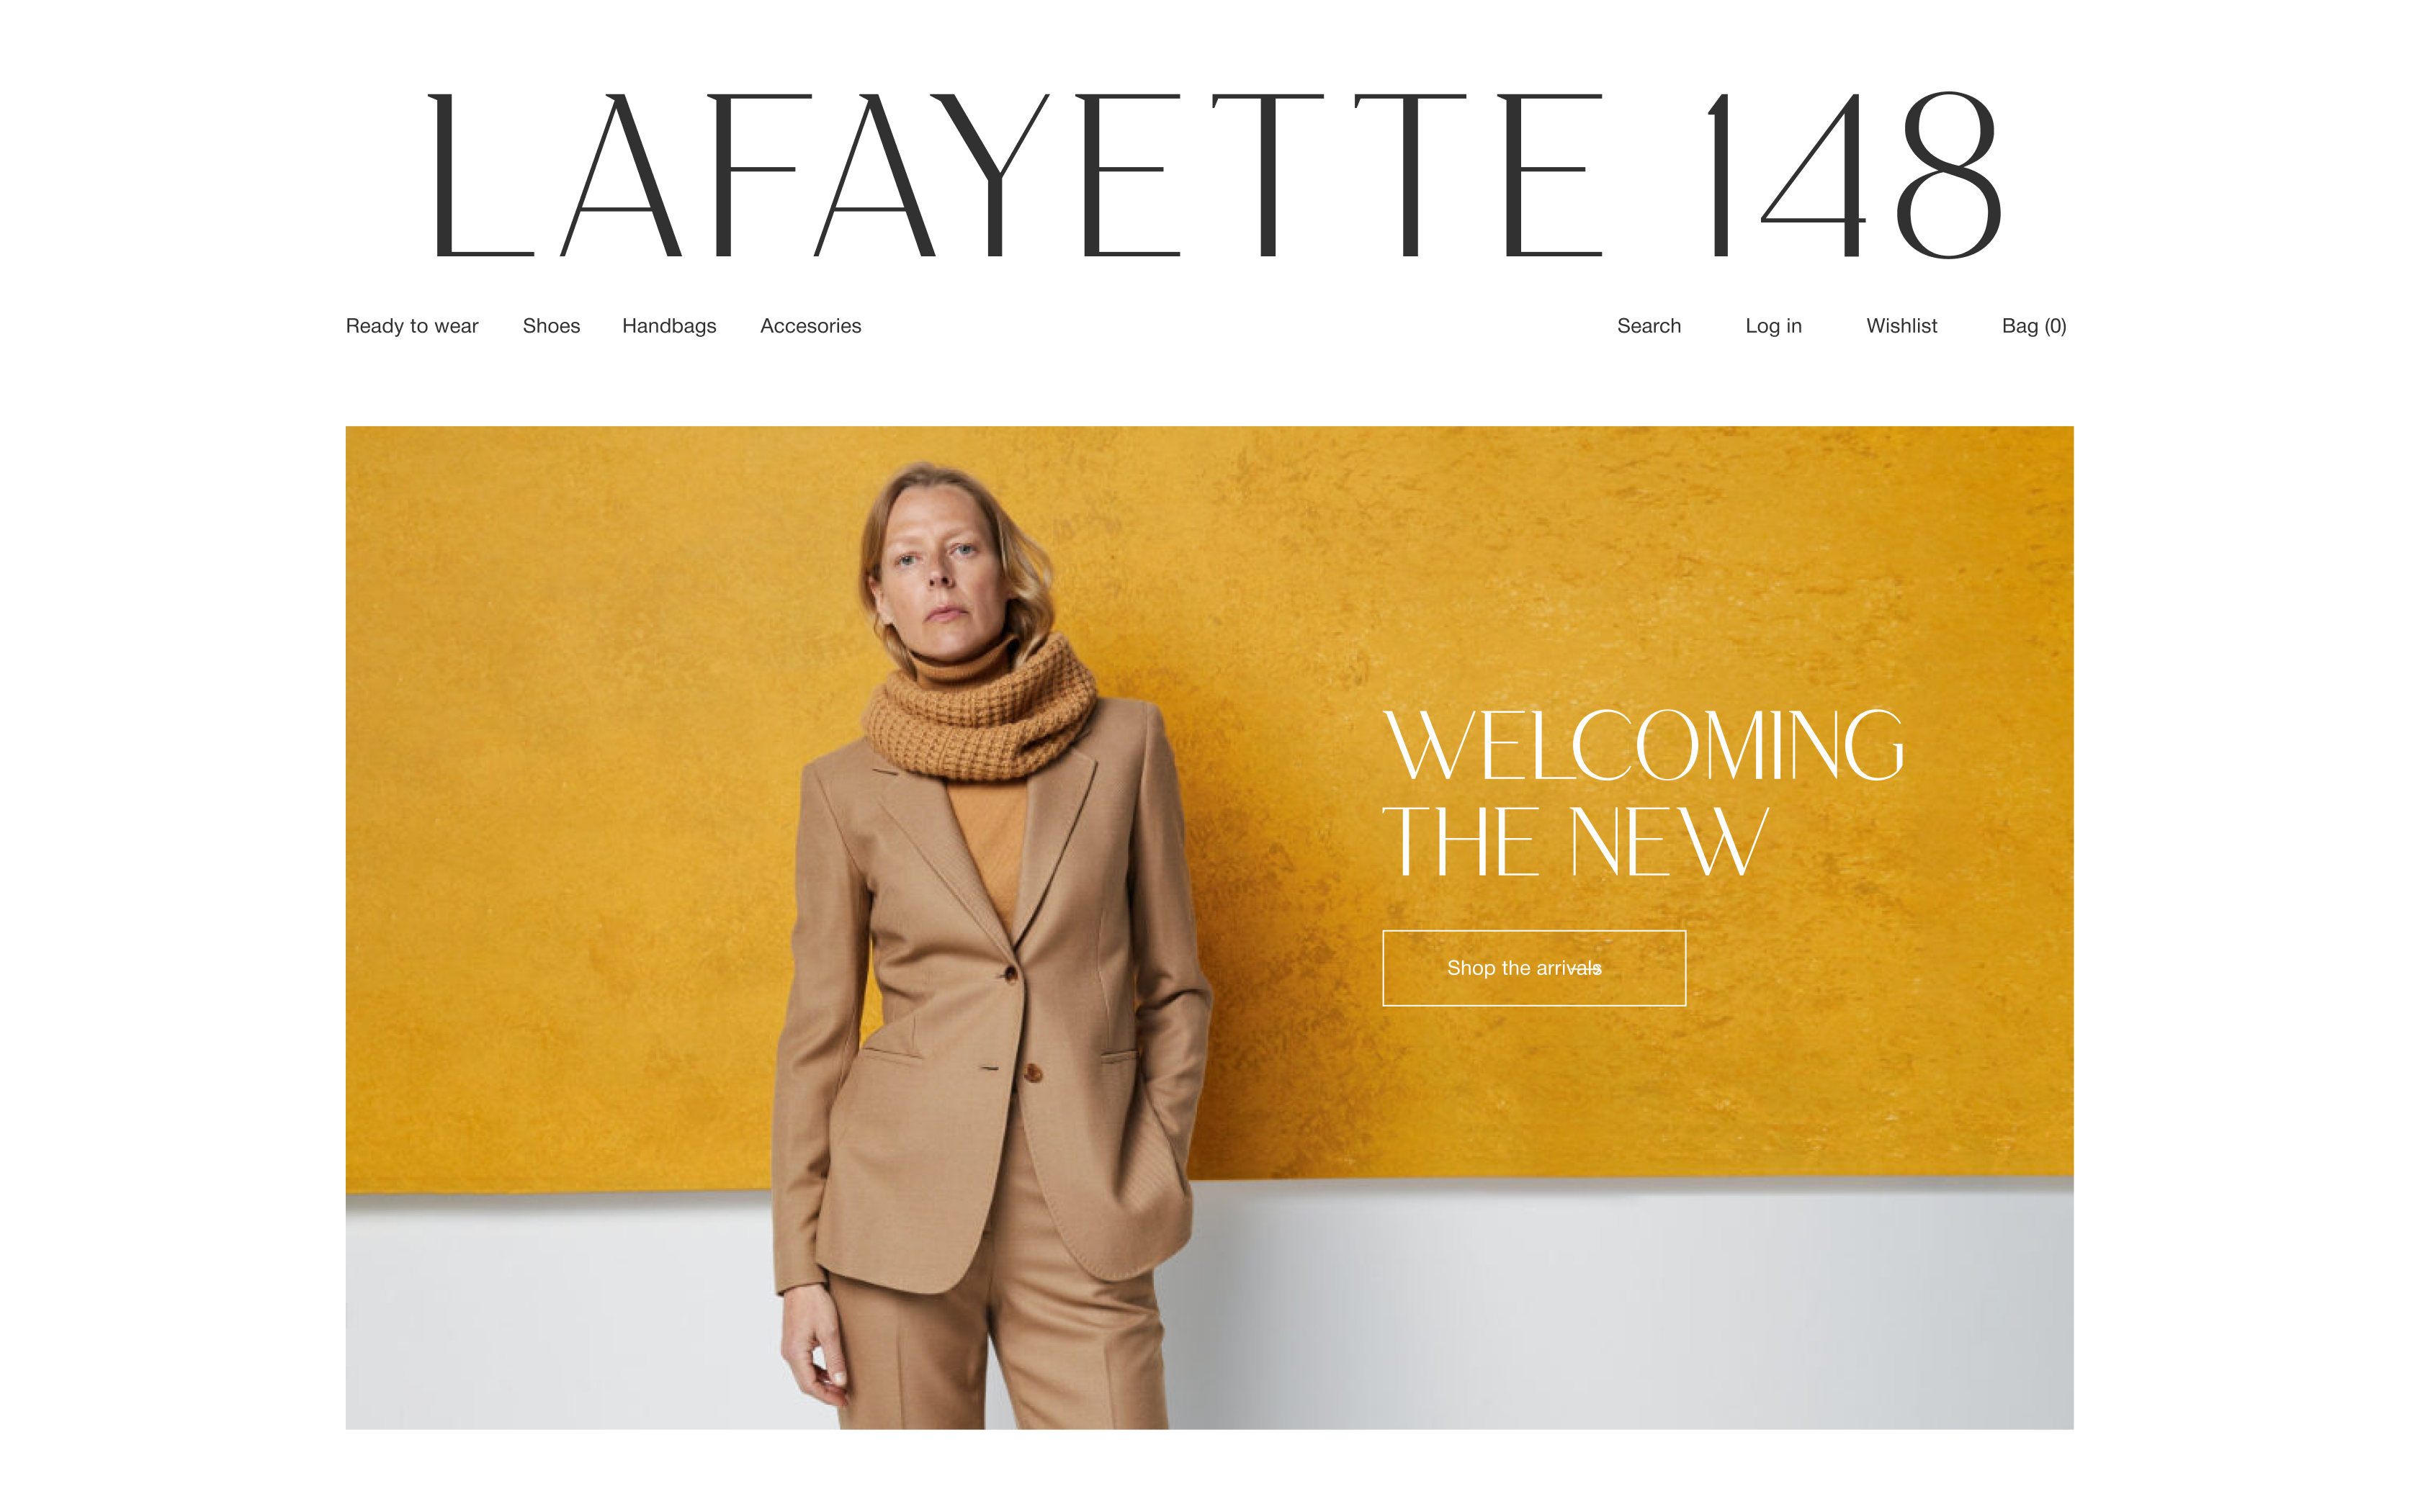 LAFAYETTE 148
Ready to wear Shoes Handbags Accesories Search Log in Wishlist Bag (0)
WELCOMING
THE NEW
Shop the arrivals